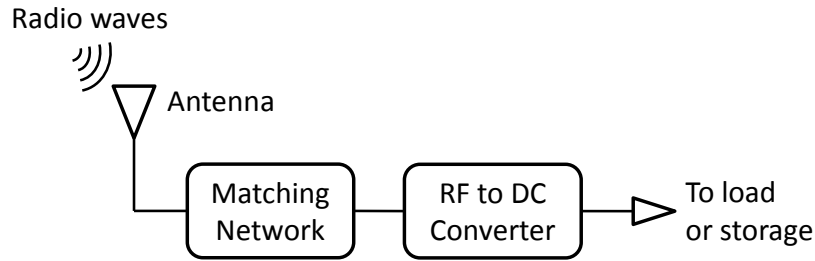 Radio waves
Antenna
Matching
Network
RF to DC
Converter
To load
or storage